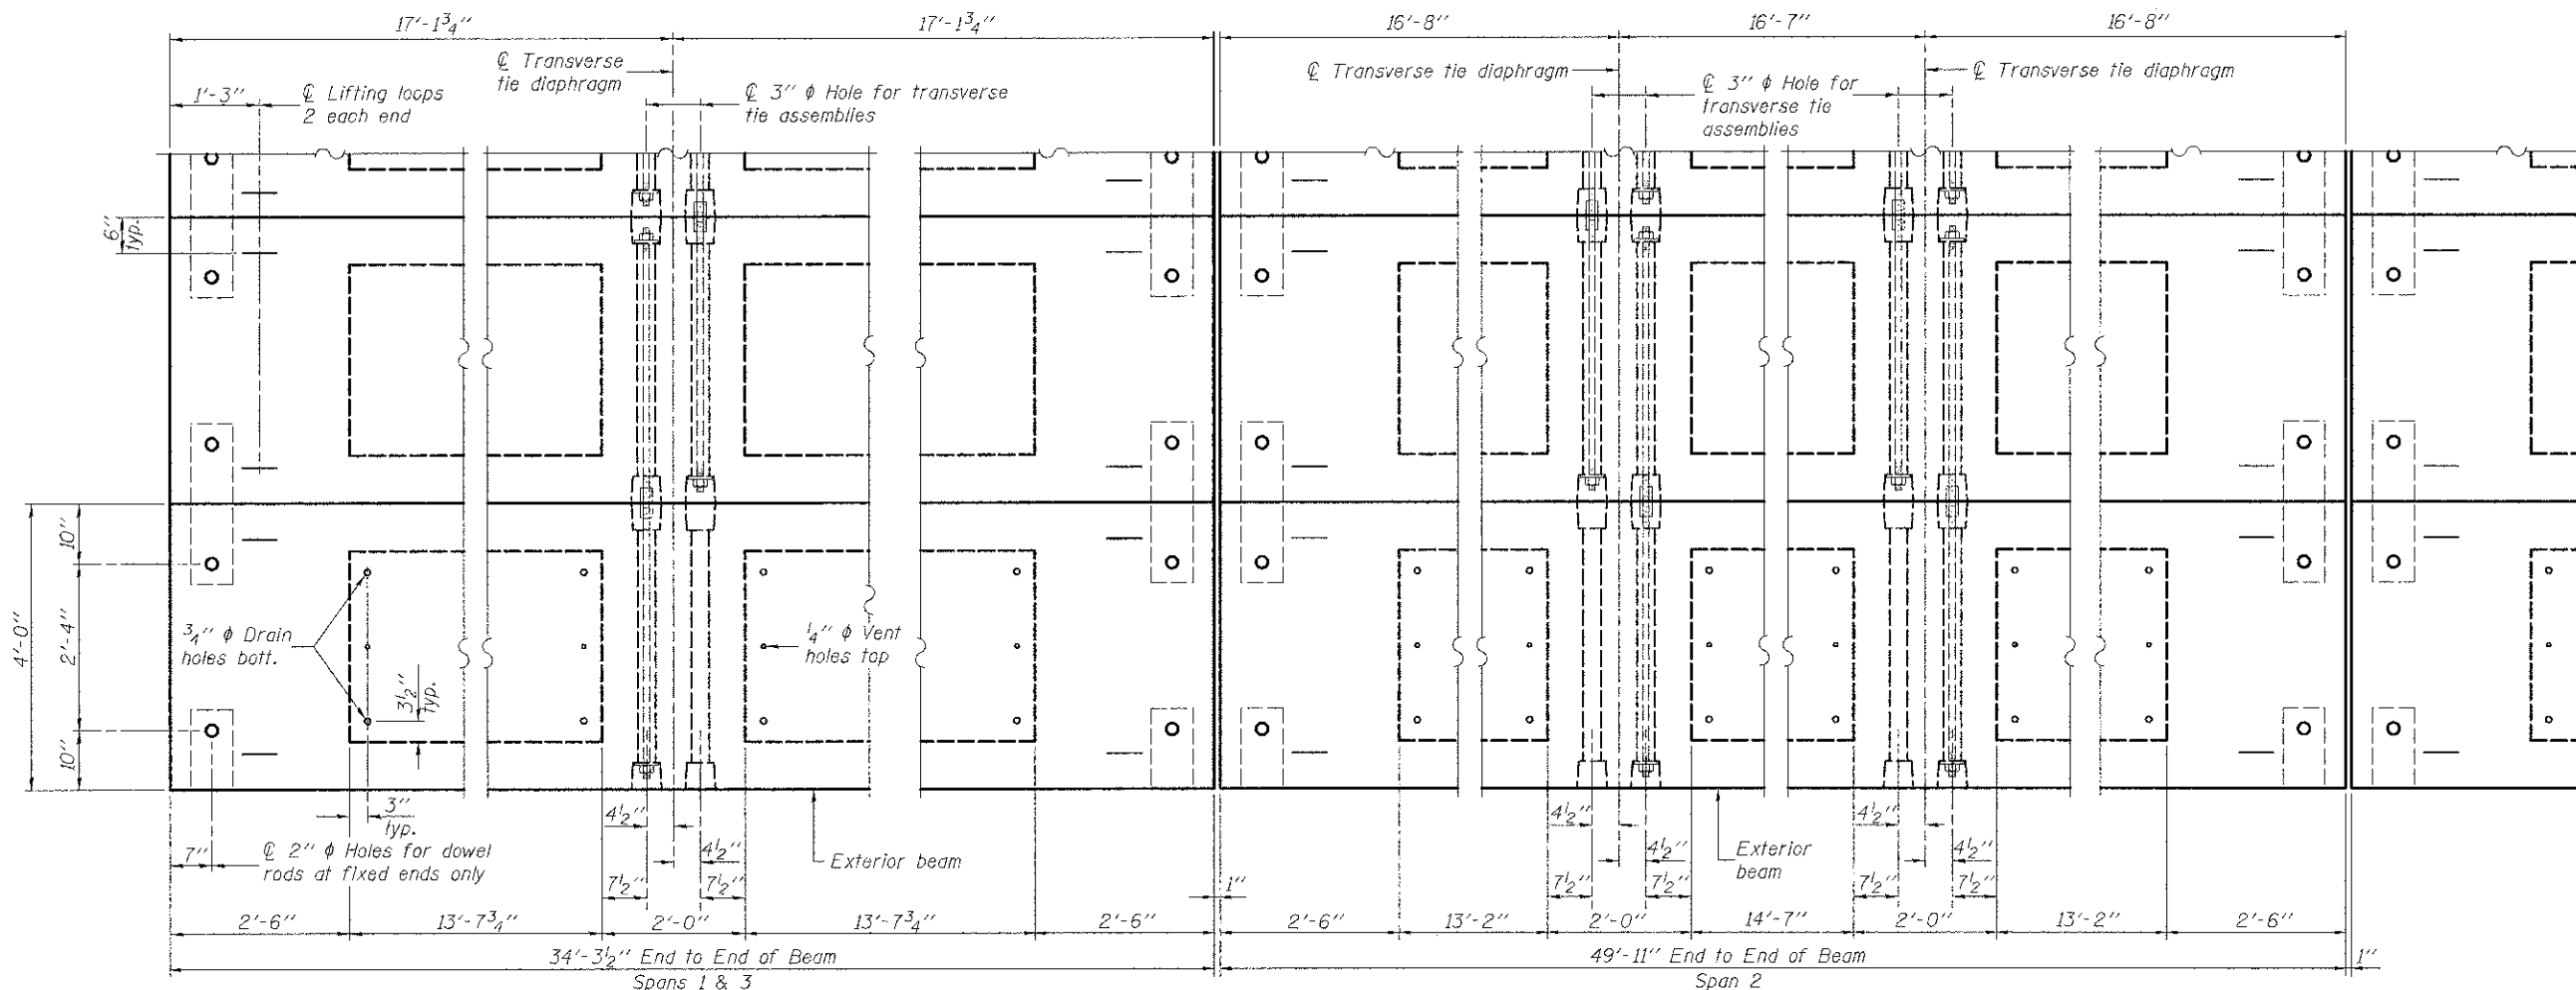 17'-1¾"
17'-1¾"
16'-8"
16'-7"
16'-8"
℄ Transverse
tie diaphragm
℄ Transverse tie diaphragm
℄ Transverse tie diaphragm
1'-3"
℄ Lifting loops
2 each end
℄ 3" ϕ Hole for transverse
tie assemblies
℄ 3" ϕ Hole for
transverse tie
assemblies
6"
typ.
4'-0"
10"
2'-4"
10"
¾" ϕ Drain
holes bott.
3½"
typ.
¼" ϕ Vent
holes top
3"
typ.
7"
℄ 2" ϕ Holes for dowel
rods at fixed ends only
4½"
4½"
7½"
7½"
Exterior beam
1"
4½"
4½"
7½"
7½"
Exterior
beam
4½"
4½"
7½"
7½"
2'-6"
13'-7¾"
2'-0"
13'-7¾"
2'-6"
2'-6"
13'-2"
2'-0"
14'-7"
2'-0"
13'-2"
2'-6"
34'-3½" End to End of Beam
Spans 1 & 3
49'-11" End to End of Beam
Span 2
1"